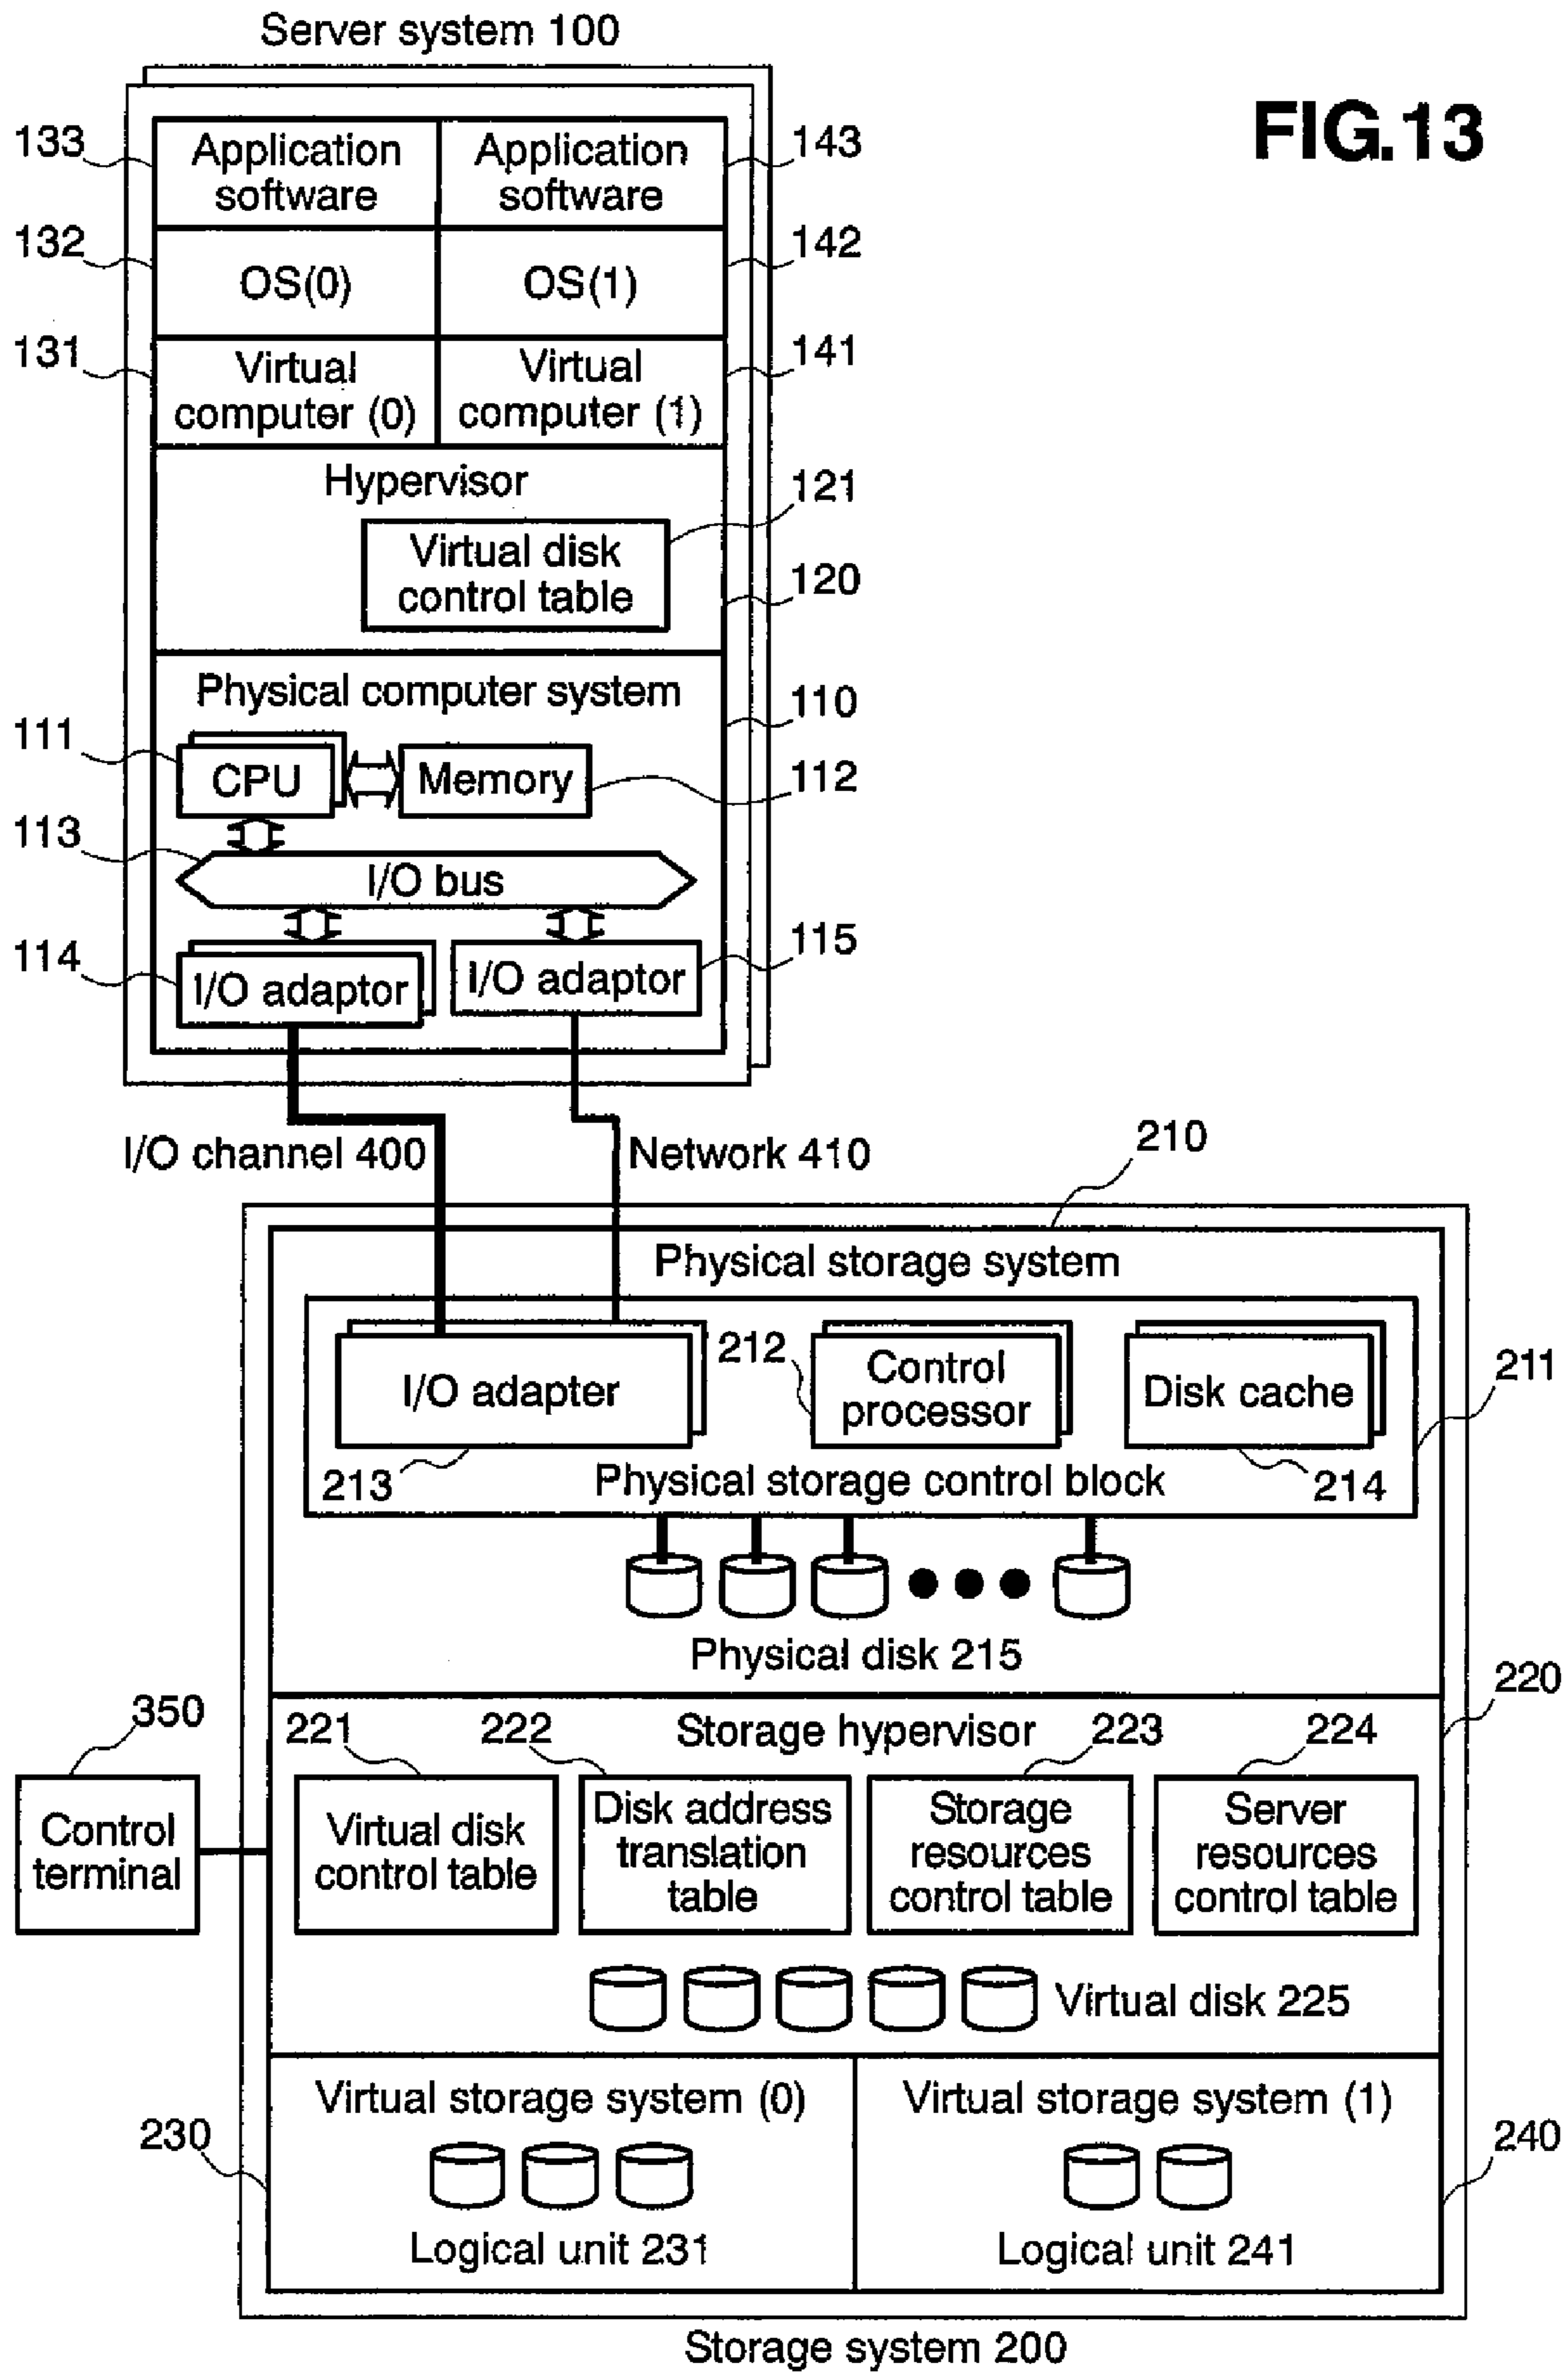 Server system 100
FIG.13
133
Application
software
Application
software
143
132
OS(0)
OS(1)
142
131
Virtual
computer (0)
Virtual
computer (1)
141
Hypervisor
121
Virtual disk
control table
120
Physical computer system
110
111
CPU
Memory
112
113
I/O bus
114
I/O adaptor
I/O adaptor
115
I/O channel 400
Network 410
210
Physical storage system
I/O adapter
212
Control
processor
Disk cache
211
213
Physical storage control block
214
Physical disk 215
220
350
221
222
Storage hypervisor
223
224
Control
terminal
Virtual disk
control table
Disk address
translation
table
Storage
resources
control table
Server
resources
control table
Virtual disk 225
Virtual storage system (0)
Virtual storage system (1)
230
240
Logical unit 231
Logical unit 241
Storage system 200